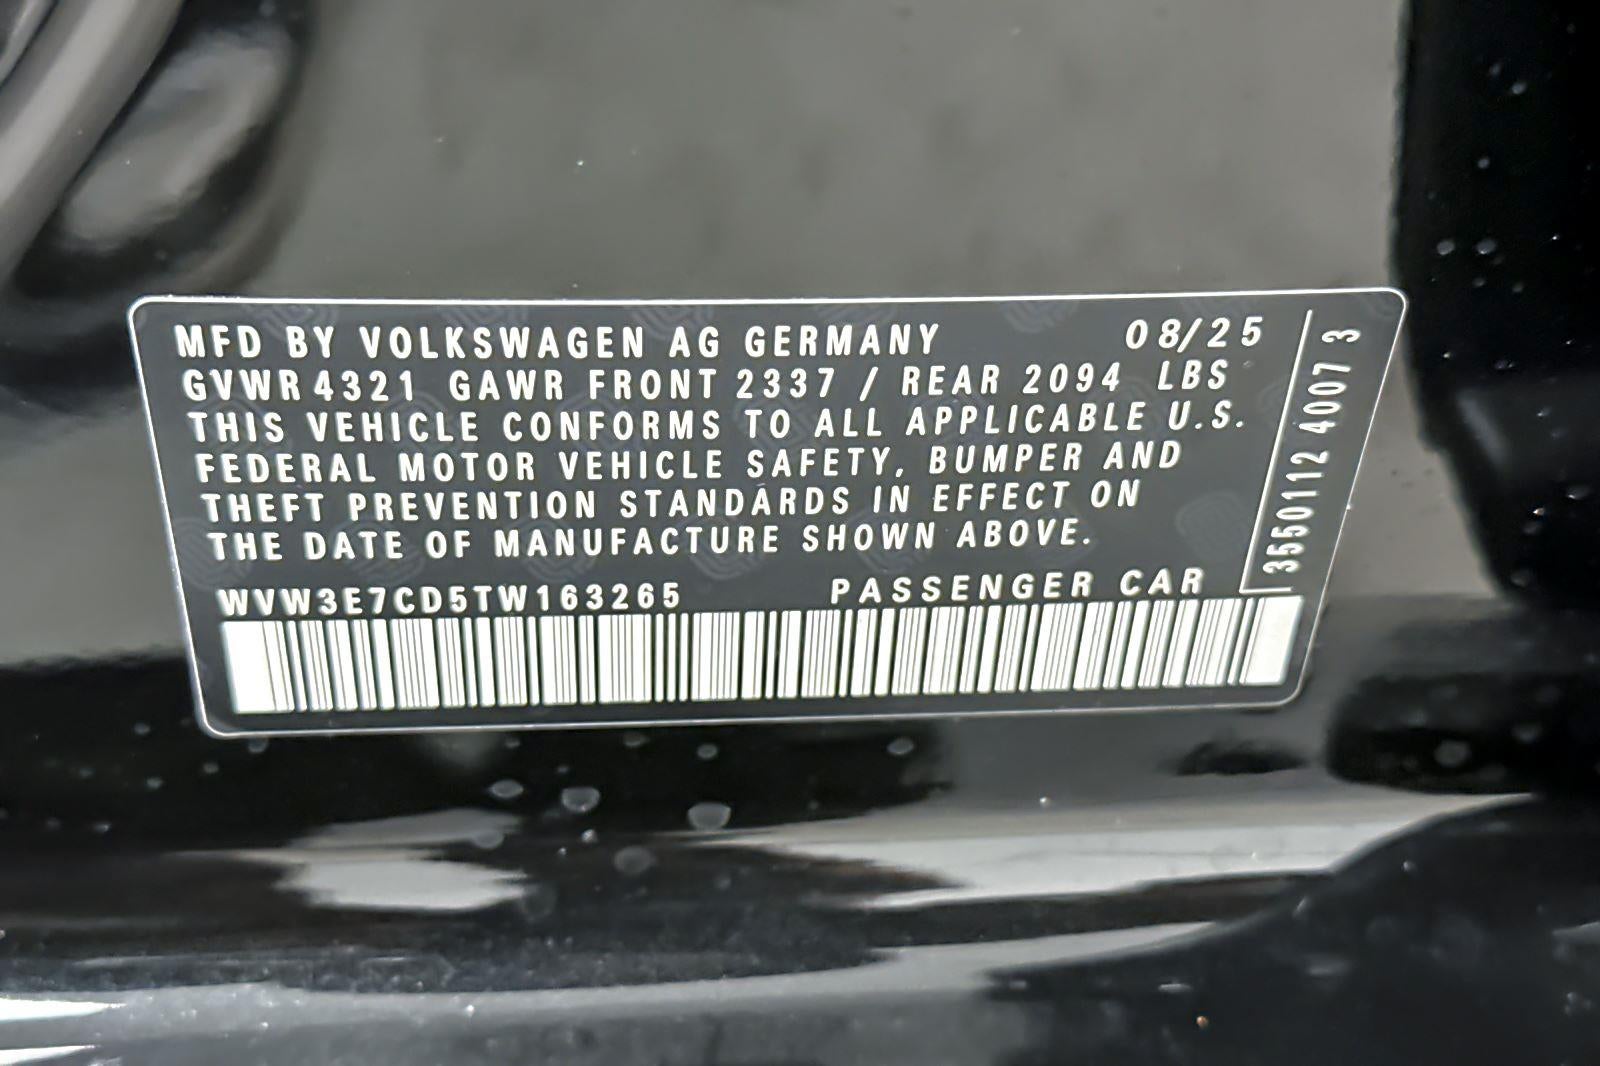 MFD BY VOLKSWAGEN AG GERMANY 08/25
GVWR 4321 GAWR FRONT 2337 / REAR 2094 LBS
THIS VEHICLE CONFORMS TO ALL APPLICABLE U.S.
FEDERAL MOTOR VEHICLE SAFETY, BUMPER AND
THEFT PREVENTION STANDARDS IN EFFECT ON
THE DATE OF MANUFACTURE SHOWN ABOVE.
WVW3E7CD5TW163265 PASSENGER CAR
3550112 4007 3